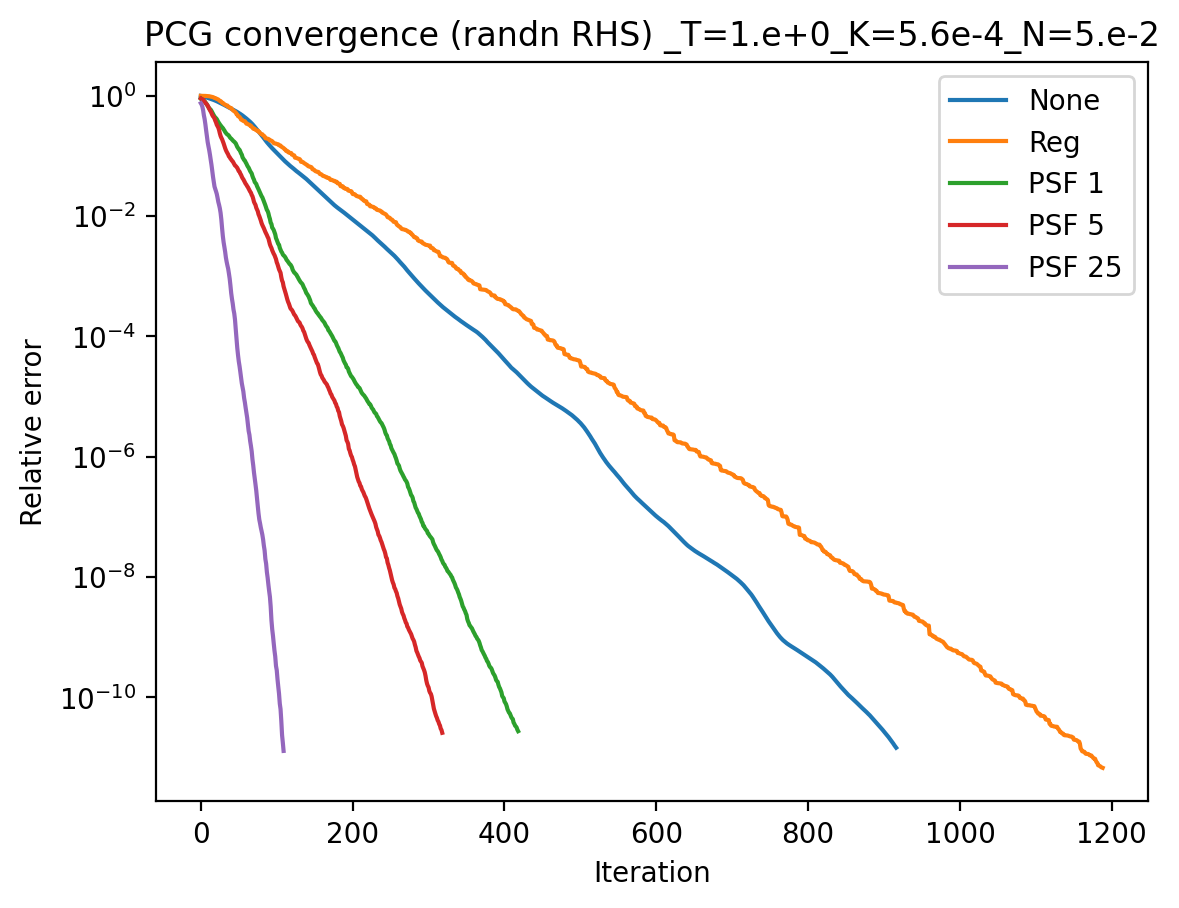 PCG convergence (randn RHS) _T=1.e+0_K=5.6e-4_N=5.e-2
None
Reg
PSF 1
PSF 5
PSF 25
Relative error
10⁰
10⁻²
10⁻⁴
10⁻⁶
10⁻⁸
10⁻¹⁰
0 200 400 600 800 1000 1200
Iteration